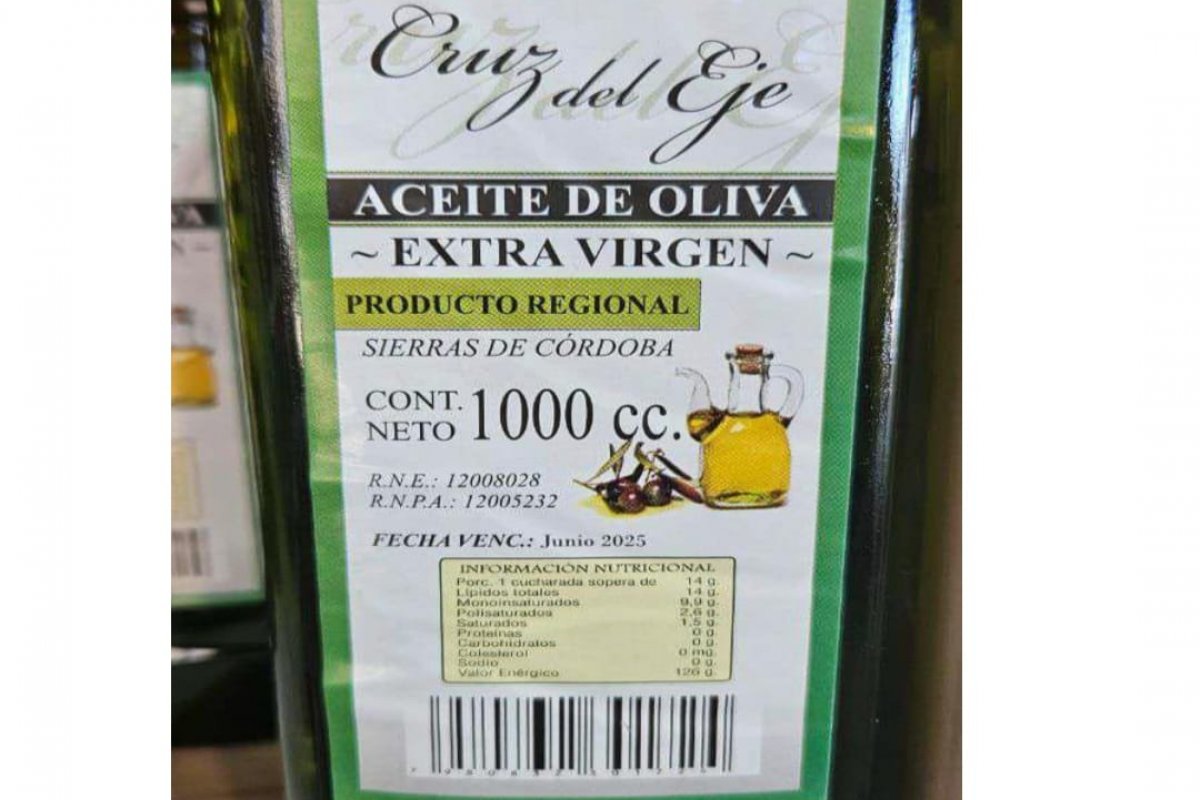 Cruz del Eje
ACEITE DE OLIVA
~ EXTRA VIRGEN ~
PRODUCTO REGIONAL
SIERRAS DE CÓRDOBA
CONT. NETO 1000 cc.
R.N.E.: 12008028
R.N.P.A.: 12005232
FECHA VENC.: Junio 2025
INFORMACIÓN NUTRICIONAL
Porc. 1 cucharada sopera de 14 g.
Lípidos totales 14 g.
Monoinsaturados 9,9 g.
Polisaturados 2,6 g.
Saturados 1,5 g.
Proteínas 0 g.
Carbohidratos 0 g.
Colesterol 0 mg.
Sodio 0 g.
Valor Enérgico 126 g.